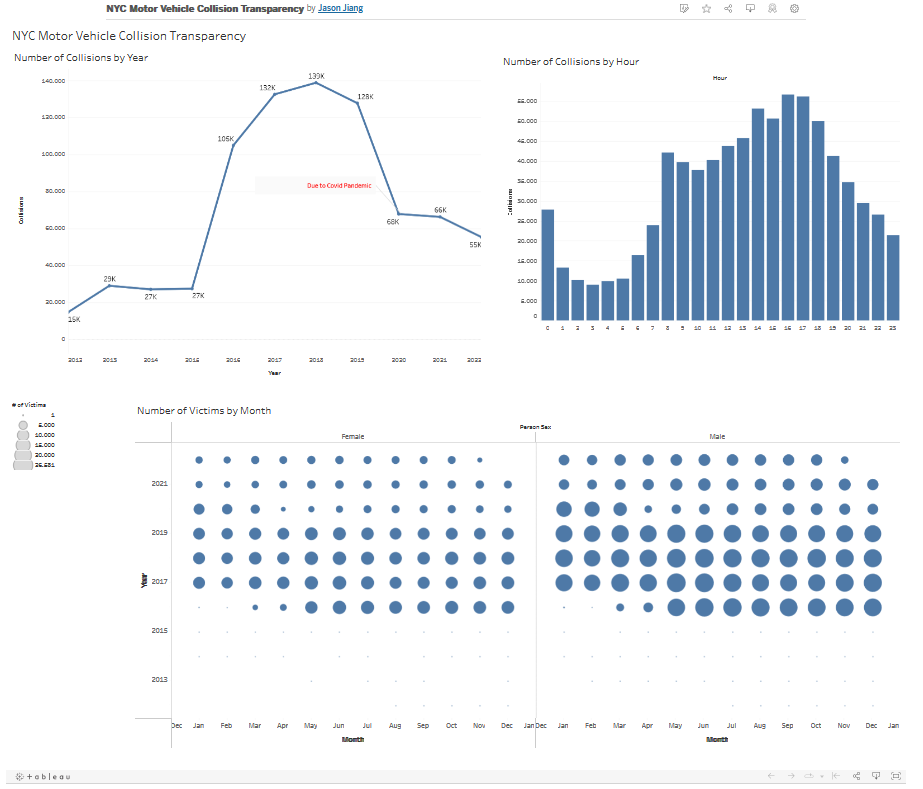 NYC Motor Vehicle Collision Transparency by Jason Jiang
NYC Motor Vehicle Collision Transparency
Number of Collisions by Year
Collisions
140,000
120,000
100,000
80,000
60,000
40,000
20,000
0
15K
29K
27K
27K
105K
132K
139K
128K
68K
66K
55K
Due to Covid Pandemic
2012 2013 2014 2015 2016 2017 2018 2019 2020 2021 2022
Year
Number of Collisions by Hour
Hour
Collisions
55,000
50,000
45,000
40,000
35,000
30,000
25,000
20,000
15,000
10,000
5,000
0
0 1 2 3 4 5 6 7 8 9 10 11 12 13 14 15 16 17 18 19 20 21 22 23
# of Victims
1
5,000
10,000
15,000
20,000
Number of Victims by Month
Person Sex
Female Male
Year
2021
2019
2017
2015
2013
Dec Jan Feb Mar Apr May Jun Jul Aug Sep Oct Nov Dec Jan Dec Jan Feb Mar Apr May Jun Jul Aug Sep Oct Nov Dec Jan
Month Month
+ a b l e a u